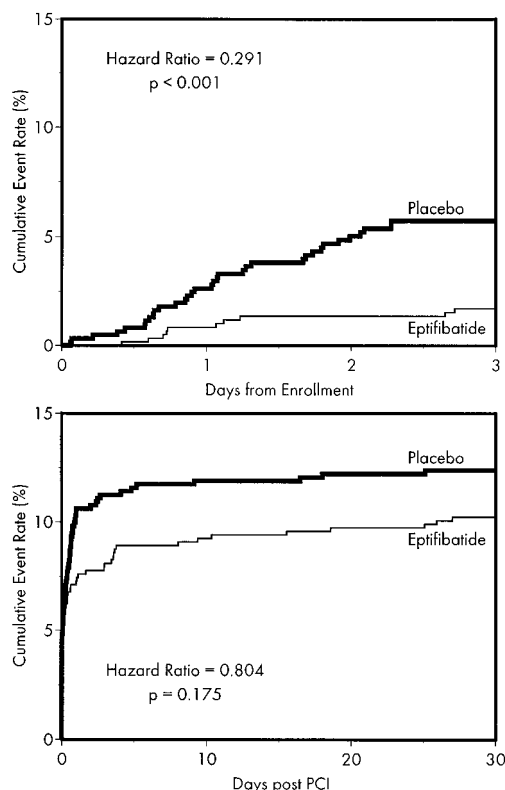 15
Hazard Ratio = 0.291
p < 0.001
10
Cumulative Event Rate (%)
Placebo
5
Eptifibatide
0
0 1 2 3
Days from Enrollment
15
Placebo
10
Eptifibatide
Cumulative Event Rate (%)
5
Hazard Ratio = 0.804
p = 0.175
0
0 10 20 30
Days post PCI